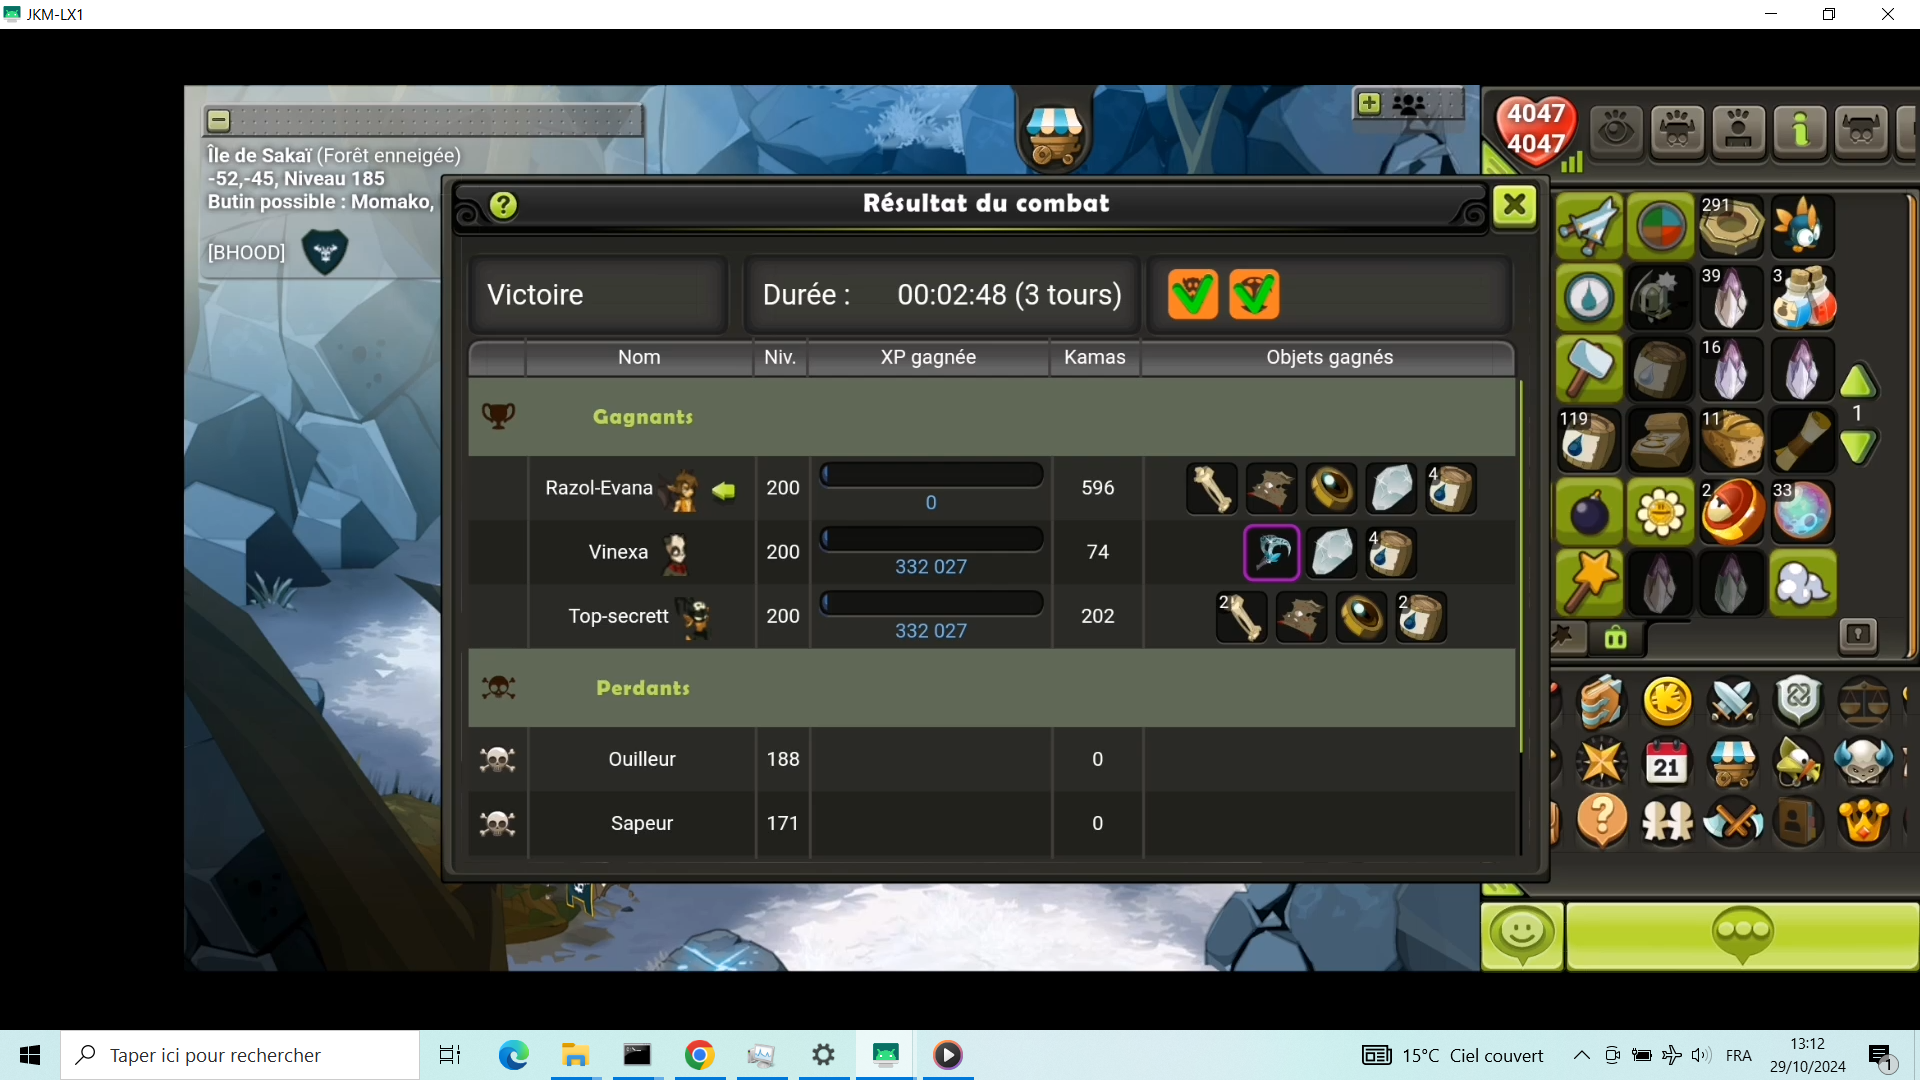 JKM-LX1
Île de Sakaï (Forêt enneigée)
-52,-45, Niveau 185
Butin possible : Momako,
[BHOOD]
4047
4047
?
Résultat du combat
Victoire
Durée : 00:02:48 (3 tours)
Nom Niv. XP gagnée Kamas Objets gagnés
Gagnants
Razol-Evana 200 0 596 4
Vinexa 200 332 027 74 4
Top-secrett 200 332 027 202 2 2
Perdants
Ouilleur 188 0
Sapeur 171 0
291
39 3
16
1
119 11
2 33
21
?
Taper ici pour rechercher
15°C Ciel couvert
FRA
13:12
29/10/2024
1